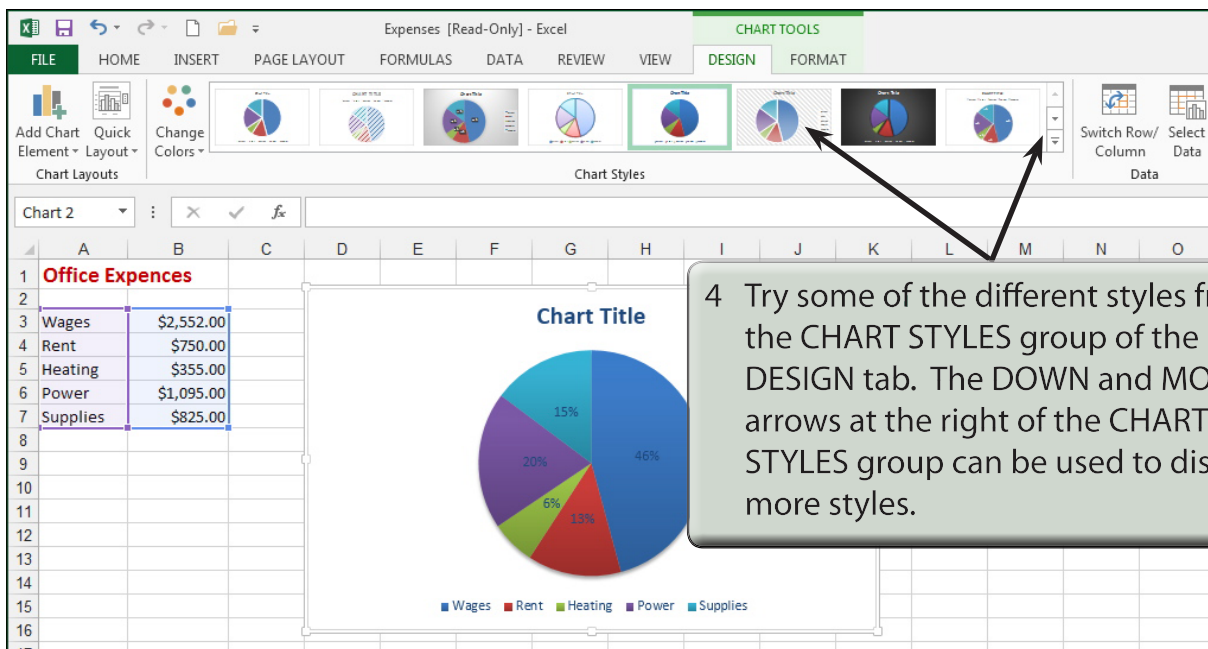 Expenses [Read-Only] - Excel
CHART TOOLS
FILE HOME INSERT PAGE LAYOUT FORMULAS DATA REVIEW VIEW DESIGN FORMAT
Add Chart Element
Quick Layout
Change Colors
Switch Row/ Column
Select Data
Chart Layouts
Chart Styles
Data
Chart 2
fx
A B C D E F G H I J K L M N O
1 Office Expences
2
3 Wages $2,552.00
4 Rent $750.00
5 Heating $355.00
6 Power $1,095.00
7 Supplies $825.00
8
9
10
11
12
13
14
15
16
Chart Title
15%
46%
20%
6%
13%
Wages Rent Heating Power Supplies
4 Try some of the different styles
the CHART STYLES group of the
DESIGN tab. The DOWN and
arrows at the right of the CHART
STYLES group can be used to
more styles.